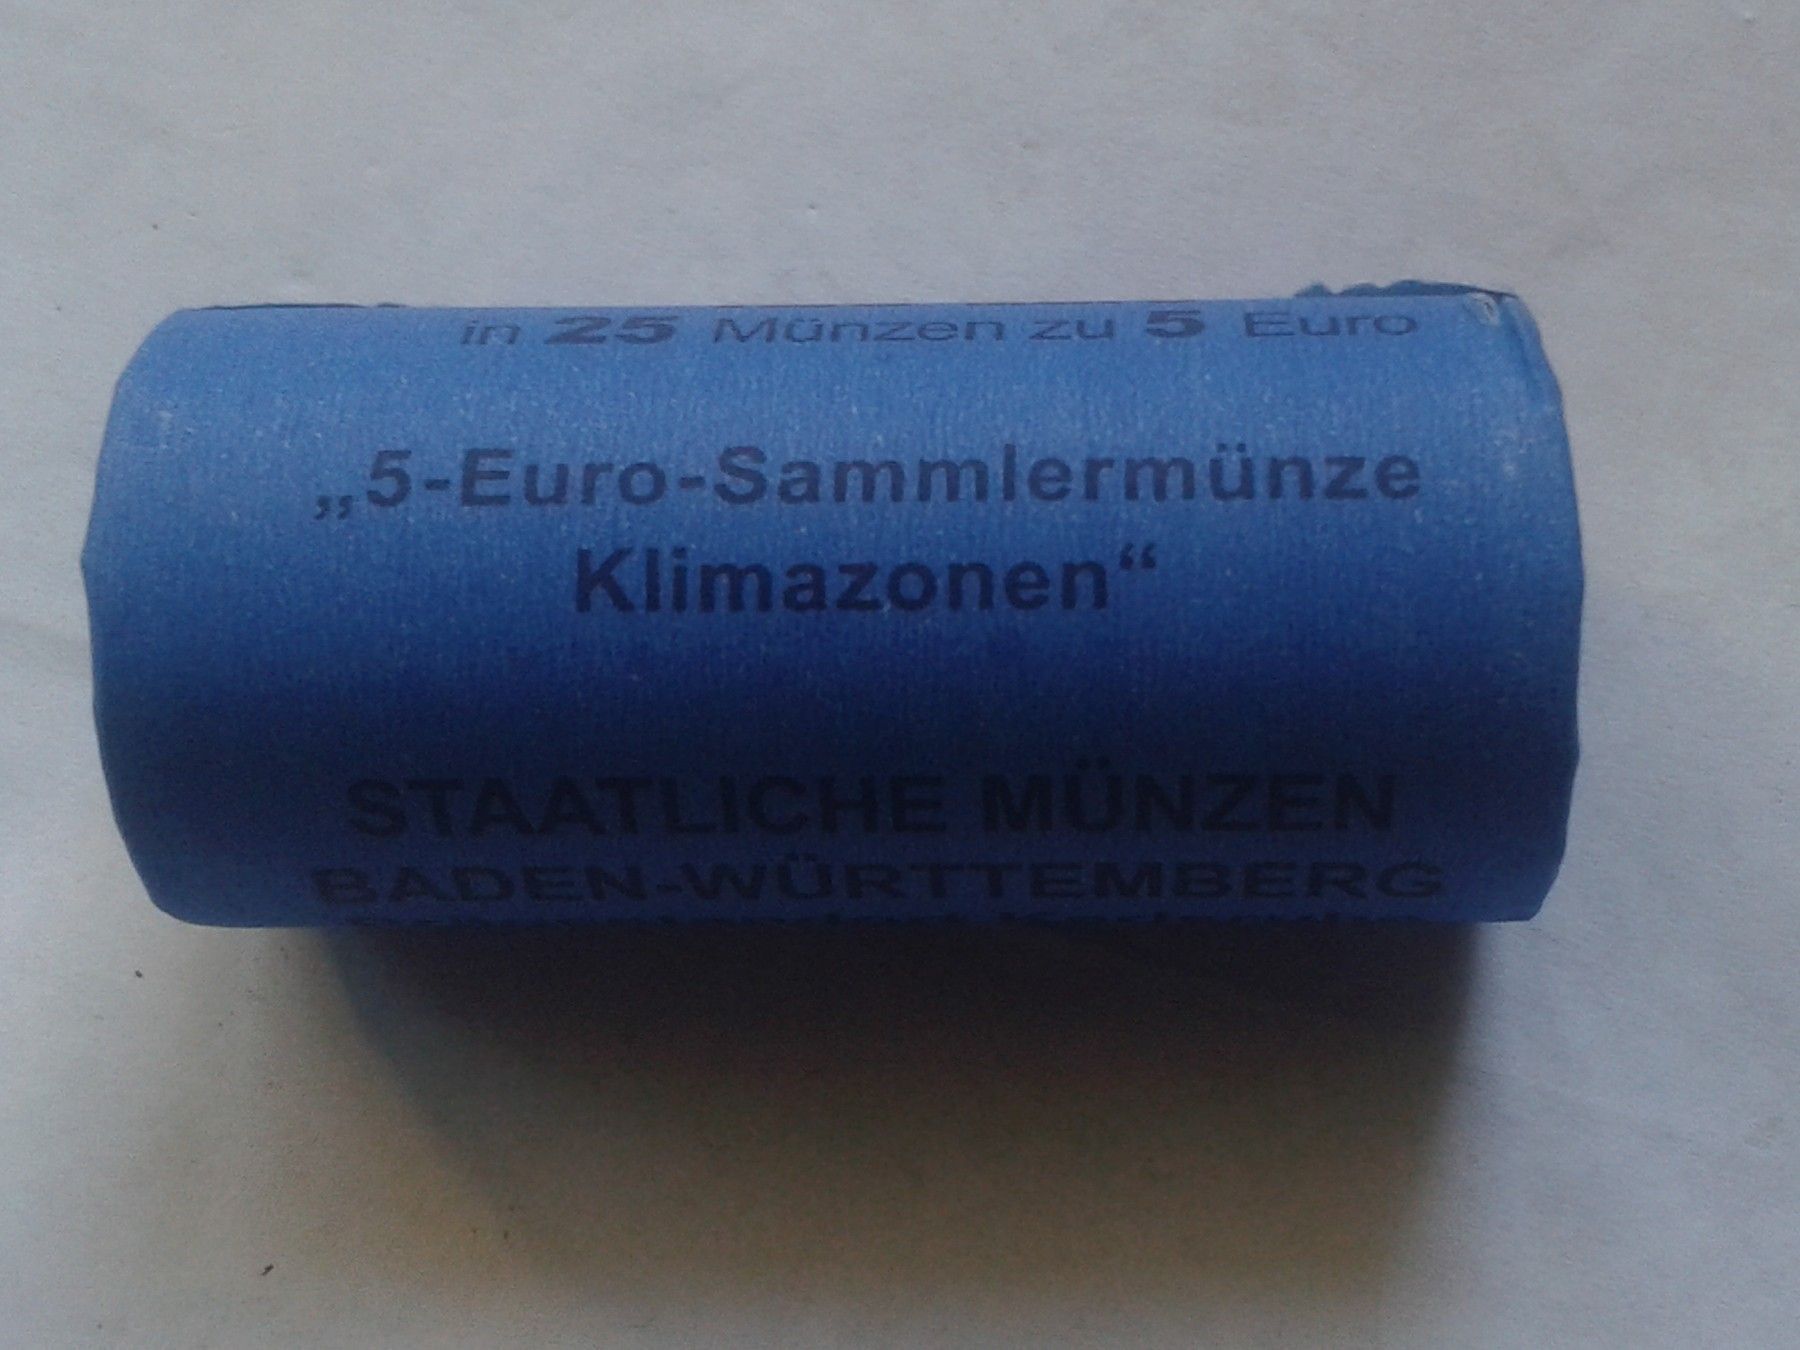 in 25 Münzen zu 5 Euro
„5-Euro-Sammlermünze
Klimazonen“
STAATLICHE MÜNZEN
BADEN-WÜRTTEMBERG